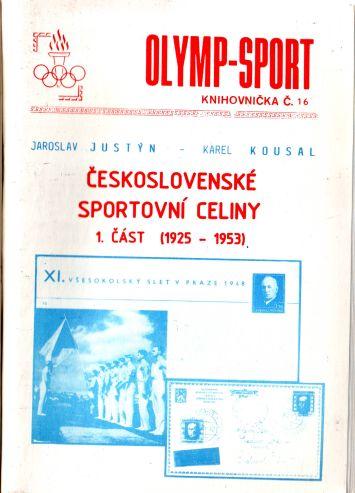 OLYMP-SPORT
KNIHOVNIČKA Č. 16
JAROSLAV JUSTÝN - KAREL KOUSAL
ČESKOSLOVENSKÉ
SPORTOVNÍ CELINY
1. ČÁST (1925 - 1953)
XI. VŠESOKOLSKÝ SLET V PRAZE 1948